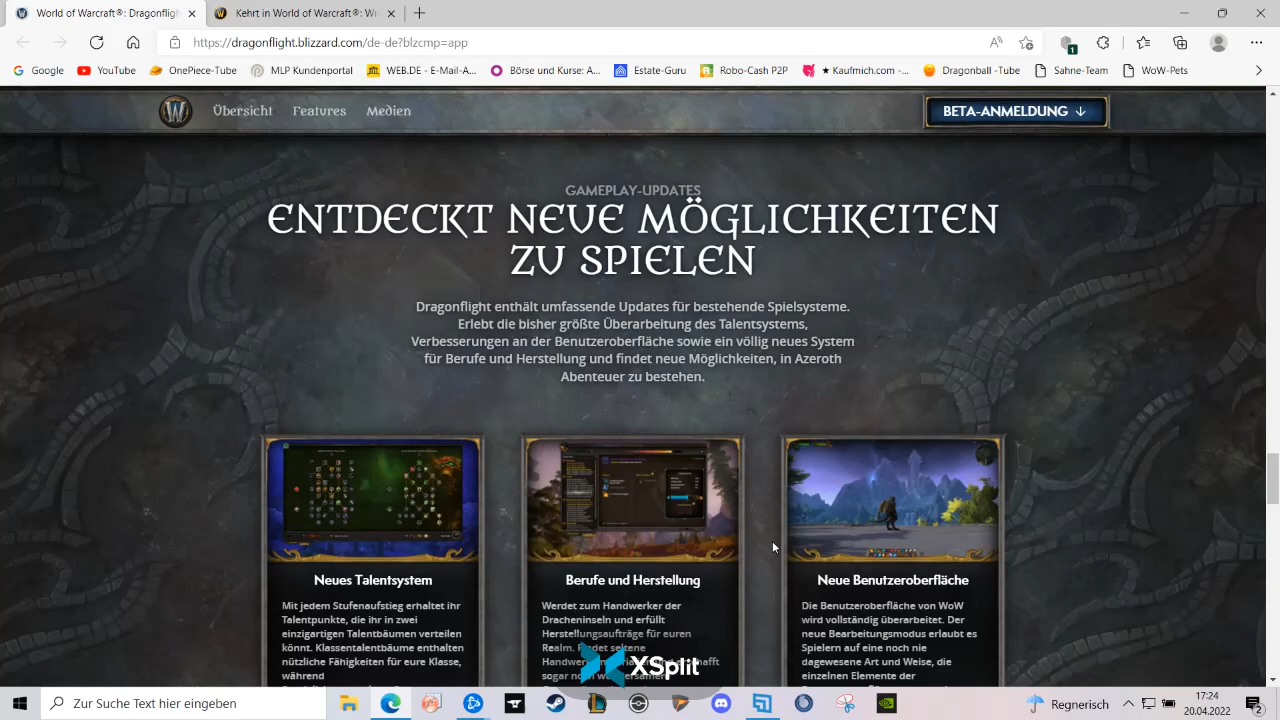 World of Warcraft®: Dragonflig
Kehrt in World of Warcraft®: Wr
https://dragonflight.blizzard.com/de-de?blzcmp=app
1
Google
YouTube
OnePiece-Tube
MLP Kundenportal
WEB.DE - E-Mail-A...
Börse und Kurse: A...
Estate-Guru
Robo-Cash P2P
★ Kaufmich.com -...
Dragonball -Tube
Sahne-Team
WoW-Pets
Übersicht
Features
Medien
BETA-ANMELDUNG
GAMEPLAY-UPDATES
ENTDECKT NEUE MÖGLICHKEITEN
ZU SPIELEN
Dragonflight enthält umfassende Updates für bestehende Spielsysteme.
Erlebt die bisher größte Überarbeitung des Talentsystems,
Verbesserungen an der Benutzeroberfläche sowie ein völlig neues System
für Berufe und Herstellung und findet neue Möglichkeiten, in Azeroth
Abenteuer zu bestehen.
Neues Talentsystem
Mit jedem Stufenaufstieg erhaltet ihr
Talentpunkte, die ihr in zwei
einzigartigen Talentbäumen verteilen
könnt. Klassentalentbäume enthalten
nützliche Fähigkeiten für eure Klasse,
während
Berufe und Herstellung
Werdet zum Handwerker der
Dracheninseln und erfüllt
Herstellungsaufträge für euren
Realm. Findet seltene
sogar noch
Neue Benutzeroberfläche
Die Benutzeroberfläche von WoW
wird vollständig überarbeitet. Der
neue Bearbeitungsmodus erlaubt es
Spielern auf eine noch nie
dagewesene Art und Weise, die
einzelnen Elemente der
XSplit
Zur Suche Text hier eingeben
Regnerisch
17:24
20.04.2022
2